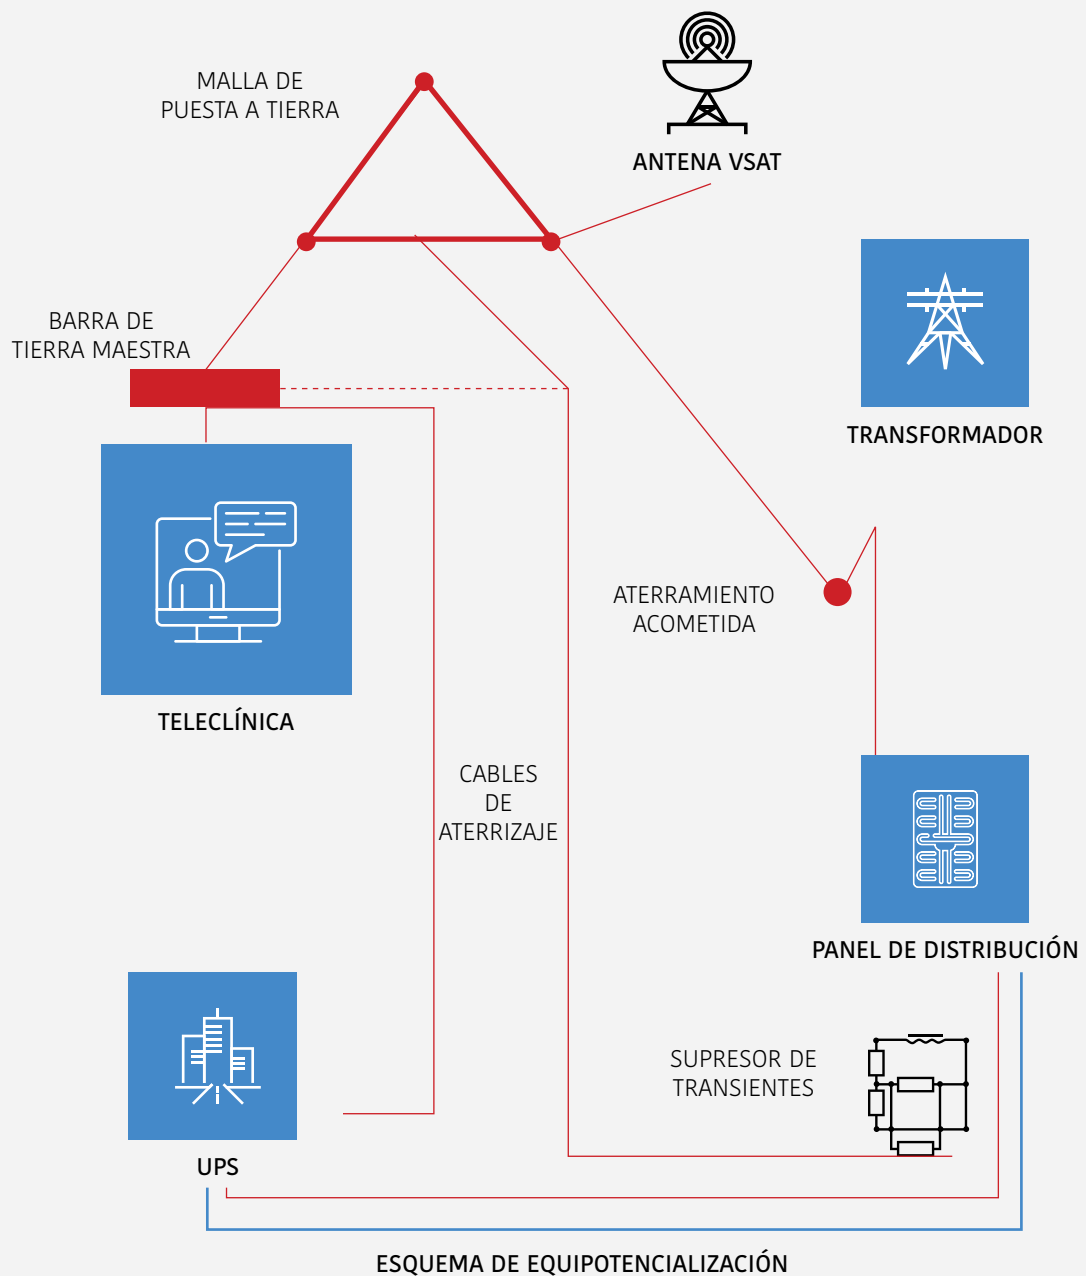 MALLA DE
PUESTA A TIERRA
ANTENA VSAT
BARRA DE
TIERRA MAESTRA
TRANSFORMADOR
ATERRAMIENTO
ACOMETIDA
TELECLÍNICA
CABLES
DE
ATERRIZAJE
PANEL DE DISTRIBUCIÓN
SUPRESOR DE
TRANSIENTES
UPS
ESQUEMA DE EQUIPOTENCIALIZACIÓN